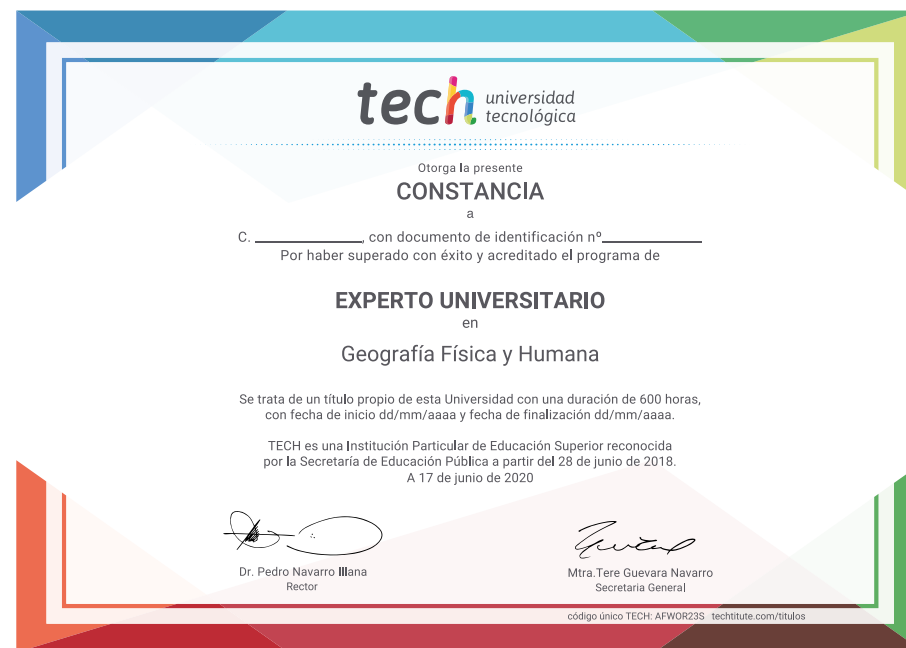 tech universidad
tecnológica
Otorga la presente
CONSTANCIA
a
C. ____________, con documento de identificación nº____________
Por haber superado con éxito y acreditado el programa de
EXPERTO UNIVERSITARIO
en
Geografía Física y Humana
Se trata de un título propio de esta Universidad con una duración de 600 horas,
con fecha de inicio dd/mm/aaaa y fecha de finalización dd/mm/aaaa.
TECH es una Institución Particular de Educación Superior reconocida
por la Secretaría de Educación Pública a partir del 28 de junio de 2018.
A 17 de junio de 2020
Dr. Pedro Navarro Illana
Rector
Mtra.Tere Guevara Navarro
Secretaria General
código único TECH: AFWOR23S techtitute.com/titulos